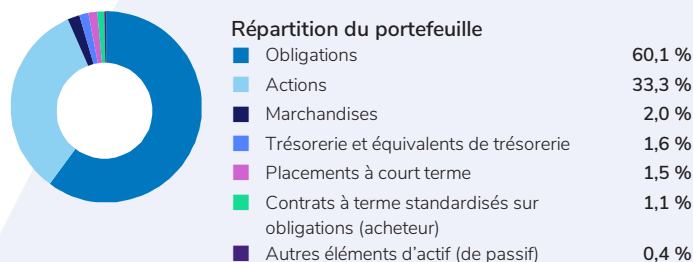 Répartition du portefeuille
Obligations 60,1 %
Actions 33,3 %
Marchandises 2,0 %
Trésorerie et équivalents de trésorerie 1,6 %
Placements à court terme 1,5 %
Contrats à terme standardisés sur 1,1 %
obligations (acheteur)
Autres éléments d'actif (de passif) 0,4 %